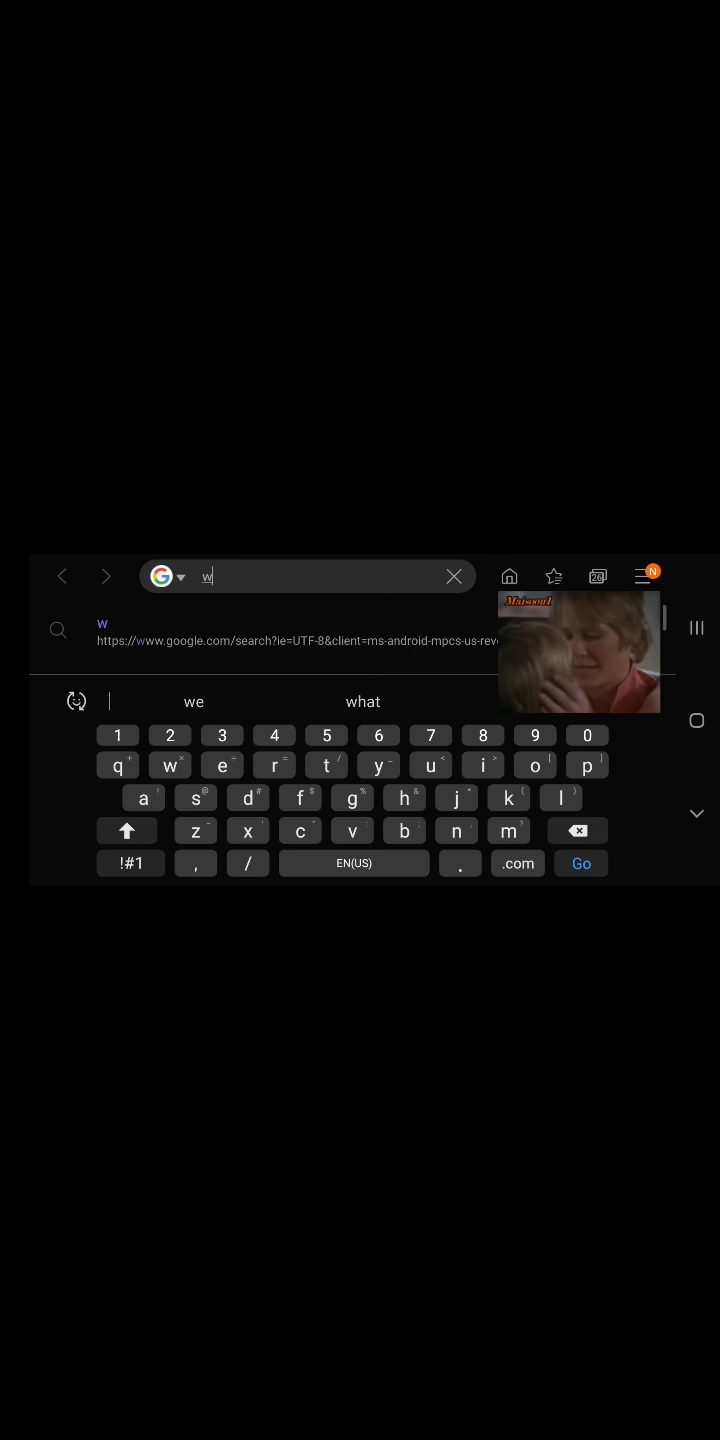 w
26
N
w
https://www.google.com/search?ie=UTF-8&client=ms-android-mpcs-us-rev
Maisoon1
we what
1 2 3 4 5 6 7 8 9 0
q + w × e ÷ r = t / y _ u < i > o [ p ]
a ! s @ d # f $ g % h & j * k ( l )
z - x ' c " v : b ; n , m ?
!#1 , / EN(US) . .com Go